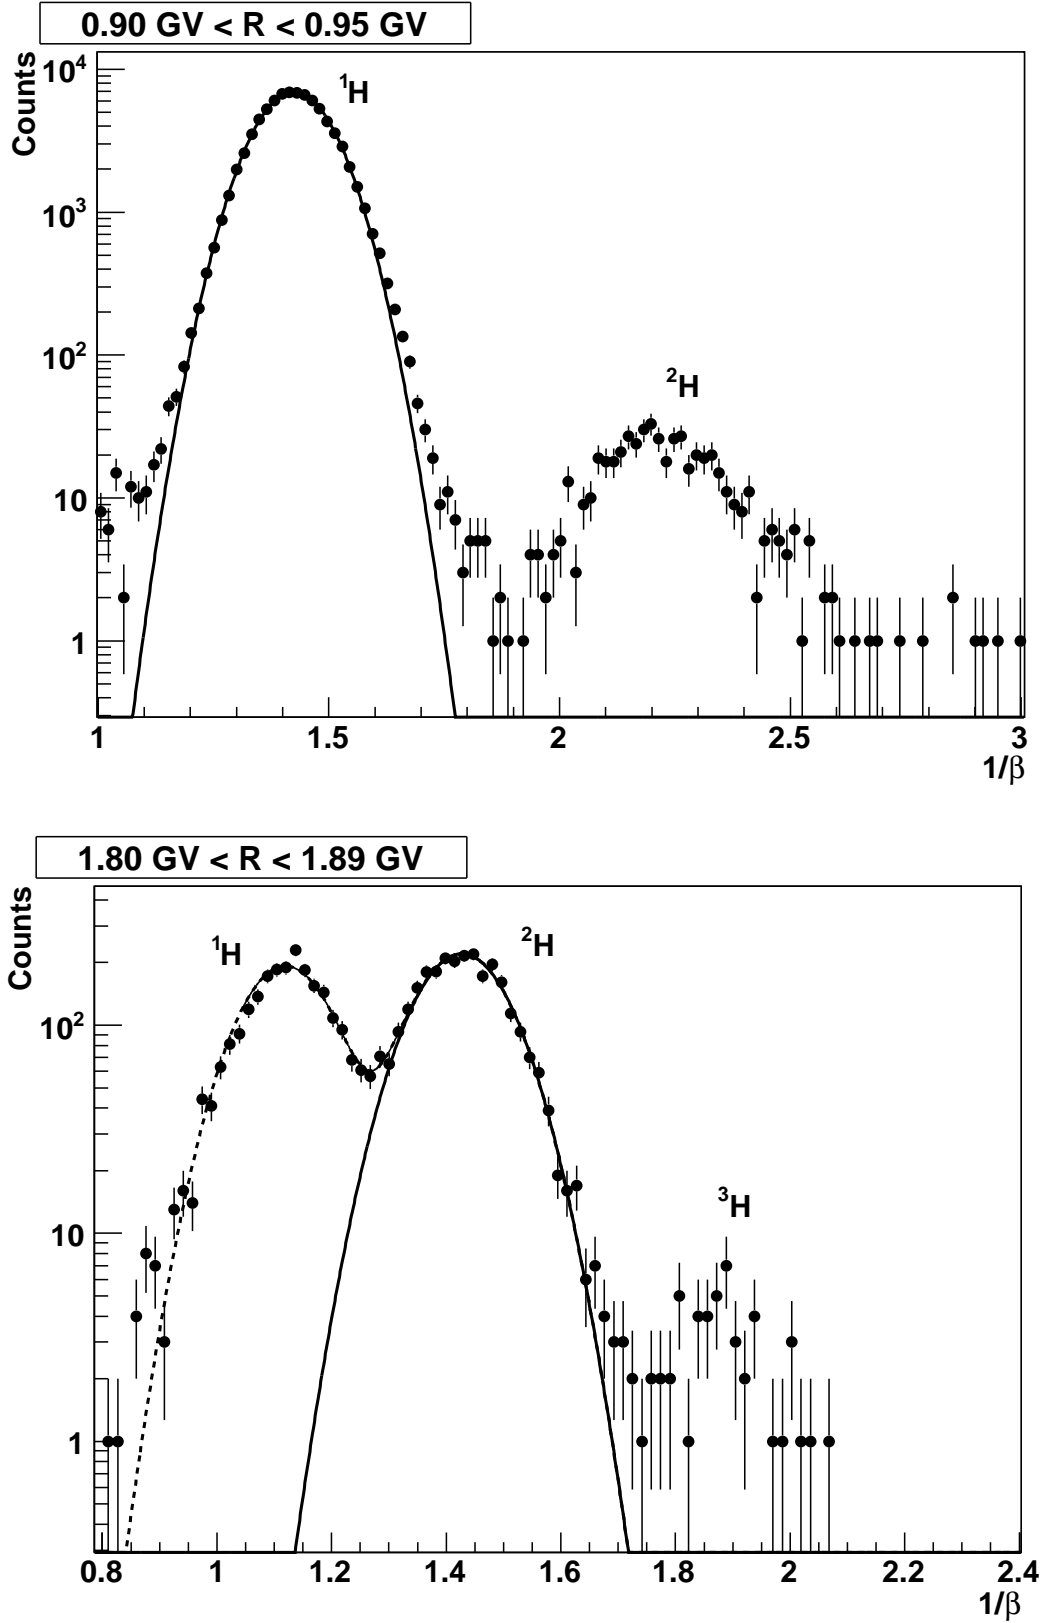 0.90 GV < R < 0.95 GV
Counts
10⁴
10³
10²
10
1
¹H
²H
1 1.5 2 2.5 3
1/β
1.80 GV < R < 1.89 GV
Counts
10²
10
1
¹H
²H
³H
0.8 1 1.2 1.4 1.6 1.8 2 2.2 2.4
1/β